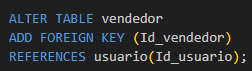 ALTER TABLE vendedor
ADD FOREIGN KEY (Id_vendedor)
REFERENCES usuario(Id_usuario);